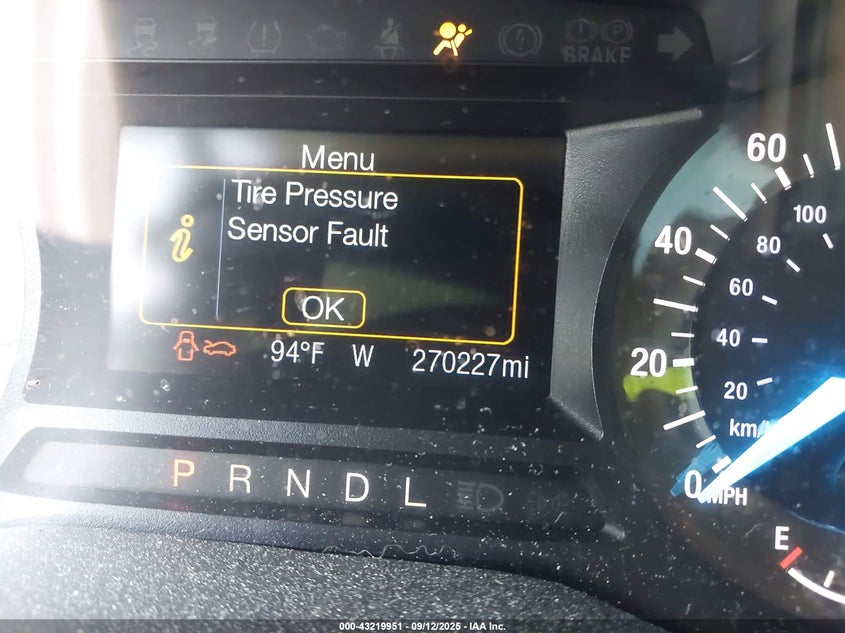 BRAKE
Menu
Tire Pressure
Sensor Fault
OK
94°F W 270227mi
P R N D L
60
40
20
0 MPH
100
80
60
40
20
E
000-43219951 - 09/12/2025 - IAA Inc.